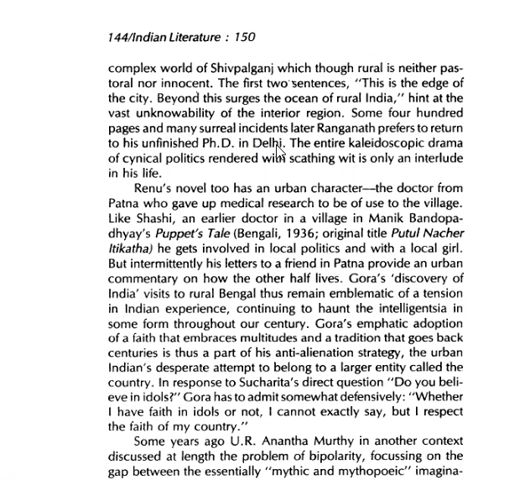 144/Indian Literature : 150
complex world of Shivpalganj which though rural is neither pas-
toral nor innocent. The first two sentences, "This is the edge of
the city. Beyond this surges the ocean of rural India," hint at the
vast unknowability of the interior region. Some four hundred
pages and many surreal incidents later Ranganath prefers to return
to his unfinished Ph.D. in Delhi. The entire kaleidoscopic drama
of cynical politics rendered with scathing wit is only an interlude
in his life.
Renu's novel too has an urban character—the doctor from
Patna who gave up medical research to be of use to the village.
Like Shashi, an earlier doctor in a village in Manik Bandopa-
dhyay's Puppet's Tale (Bengali, 1936; original title Putul Nacher
Itikatha) he gets involved in local politics and with a local girl.
But intermittently his letters to a friend in Patna provide an urban
commentary on how the other half lives. Gora's 'discovery of
India' visits to rural Bengal thus remain emblematic of a tension
in Indian experience, continuing to haunt the intelligentsia in
some form throughout our century. Gora's emphatic adoption
of a faith that embraces multitudes and a tradition that goes back
centuries is thus a part of his anti-alienation strategy, the urban
Indian's desperate attempt to belong to a larger entity called the
country. In response to Sucharita's direct question "Do you beli-
eve in idols?" Gora has to admit somewhat defensively: "Whether
I have faith in idols or not, I cannot exactly say, but I respect
the faith of my country."
Some years ago U.R. Anantha Murthy in another context
discussed at length the problem of bipolarity, focussing on the
gap between the essentially "mythic and mythopoeic" imagina-